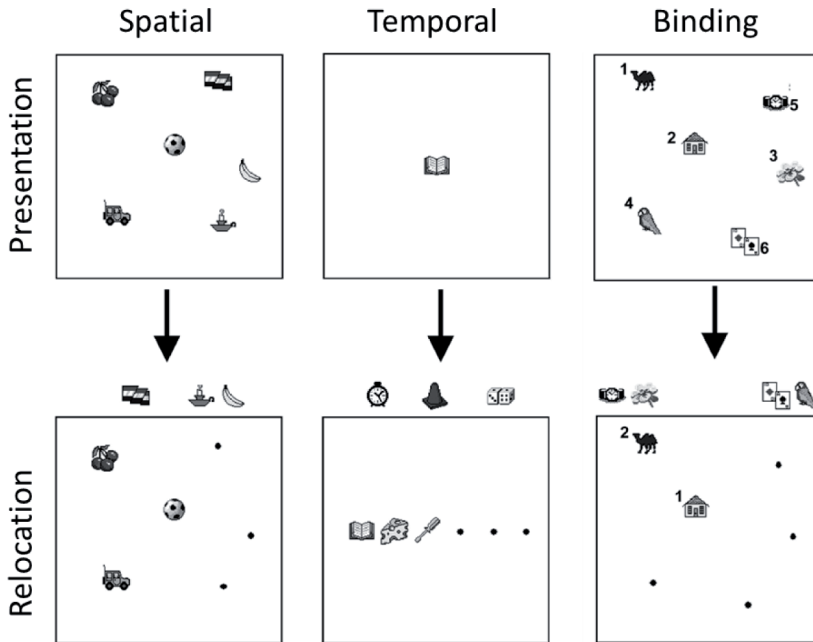 Spatial
Temporal
Binding
Presentation
1
5
2
3
4
6
Relocation
2
1